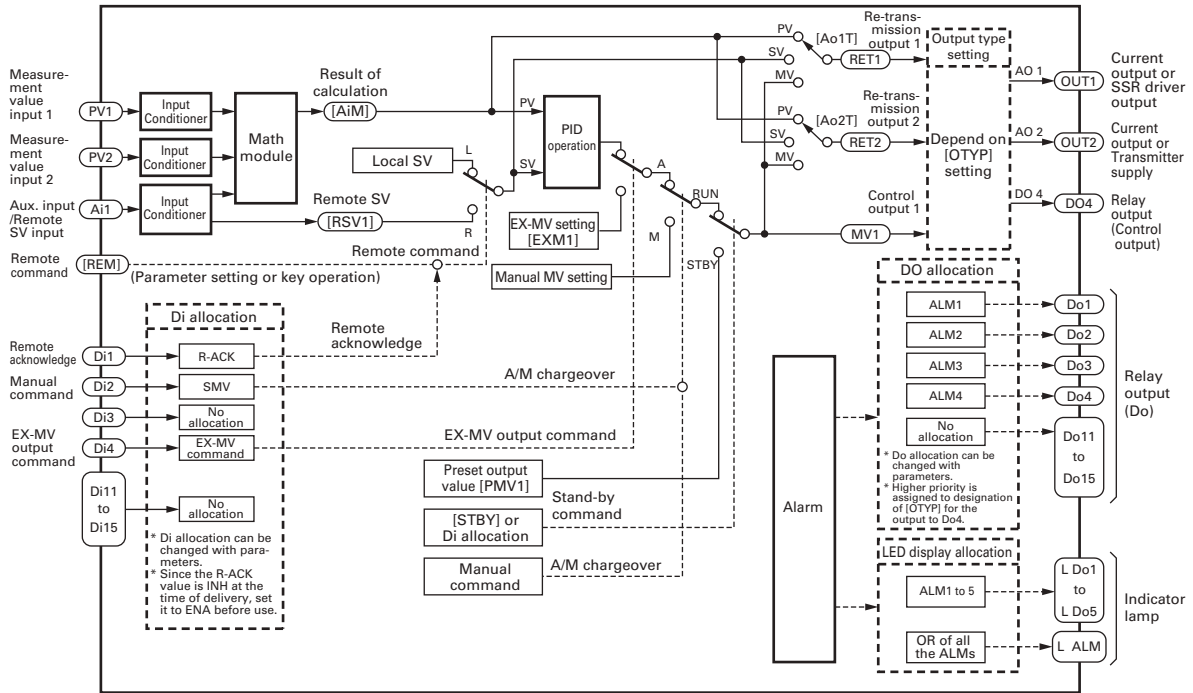 Measure-
ment
value
input 1
PV1
Input
Conditioner
Measure-
ment
value
input 2
PV2
Input
Conditioner
Aux. input
/Remote
SV input
Ai1
Input
Conditioner
Math
module
Result of
calculation
[AiM]
Local SV
L
Remote SV
[RSV1]
R
Remote
command
[REM]
(Parameter setting or key operation)
Remote command
PV
SV
PID
operation
EX-MV setting
[EXM1]
Manual MV setting
A
M
RUN
STBY
PV
SV
MV
[Ao1T]
Re-trans-
mission
output 1
RET1
PV
SV
MV
[Ao2T]
Re-trans-
mission
output 2
RET2
Control
output 1
MV1
Output type
setting
Depend on
[OTYP]
setting
AO 1
OUT1
Current
output or
SSR driver
output
AO 2
OUT2
Current
output or
Transmitter
supply
DO 4
DO4
Relay
output
(Control
output)
Di allocation
Remote
acknowledge
Di1
R-ACK
Remote
acknowledge
Manual
command
Di2
SMV
A/M chargeover
Di3
No
allocation
EX-MV
output
command
Di4
EX-MV
command
EX-MV output command
Di11
to
Di15
No
allocation
* Di allocation can be
changed with para-
meters.
* Since the R-ACK
value is INH at the
time of delivery, set
it to ENA before use.
Preset output
value [PMV1]
[STBY] or
Di allocation
Stand-by
command
Manual
command
A/M chargeover
Alarm
DO allocation
ALM1
Do1
ALM2
Do2
ALM3
Do3
ALM4
Do4
No
allocation
Do11
to
Do15
Relay
output
(Do)
* Do allocation can be
changed with
parameters.
* Higher priority is
assigned to designation
of [OTYP] for the
output to Do4.
LED display allocation
ALM1 to 5
L Do1
to
L Do5
OR of all
the ALMs
L ALM
Indicator
lamp